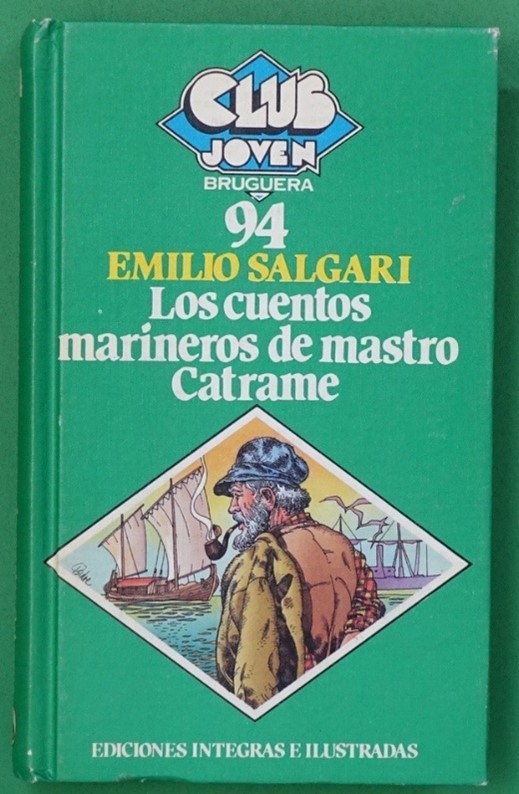 CLUB
JOVEN
BRUGUERA
94
EMILIO SALGARI
Los cuentos
marineros de mastro
Catrame
EDICIONES INTEGRAS E ILUSTRADAS